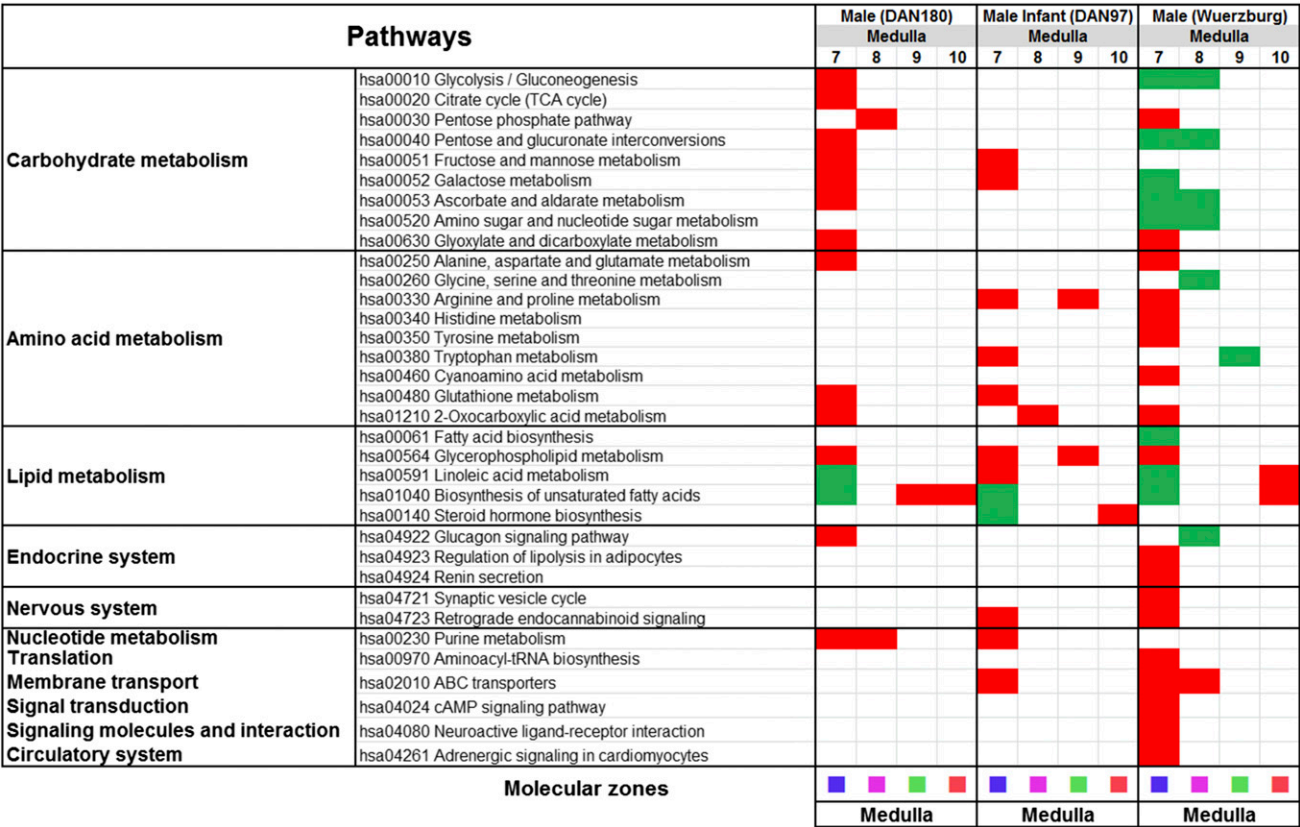 Pathways
Male (DAN180) Male Infant (DAN97) Male (Wuerzburg)
Medulla Medulla Medulla
7 8 9 10 7 8 9 10 7 8 9 10
Carbohydrate metabolism
hsa00010 Glycolysis / Gluconeogenesis
hsa00020 Citrate cycle (TCA cycle)
hsa00030 Pentose phosphate pathway
hsa00040 Pentose and glucuronate interconversions
hsa00051 Fructose and mannose metabolism
hsa00052 Galactose metabolism
hsa00053 Ascorbate and aldarate metabolism
hsa00520 Amino sugar and nucleotide sugar metabolism
hsa00630 Glyoxylate and dicarboxylate metabolism
Amino acid metabolism
hsa00250 Alanine, aspartate and glutamate metabolism
hsa00260 Glycine, serine and threonine metabolism
hsa00330 Arginine and proline metabolism
hsa00340 Histidine metabolism
hsa00350 Tyrosine metabolism
hsa00380 Tryptophan metabolism
hsa00460 Cyanoamino acid metabolism
hsa00480 Glutathione metabolism
hsa01210 2-Oxocarboxylic acid metabolism
Lipid metabolism
hsa00061 Fatty acid biosynthesis
hsa00564 Glycerophospholipid metabolism
hsa00591 Linoleic acid metabolism
hsa01040 Biosynthesis of unsaturated fatty acids
hsa00140 Steroid hormone biosynthesis
Endocrine system
hsa04922 Glucagon signaling pathway
hsa04923 Regulation of lipolysis in adipocytes
hsa04924 Renin secretion
Nervous system
hsa04721 Synaptic vesicle cycle
hsa04723 Retrograde endocannabinoid signaling
Nucleotide metabolism hsa00230 Purine metabolism
Translation hsa00970 Aminoacyl-tRNA biosynthesis
Membrane transport hsa02010 ABC transporters
Signal transduction hsa04024 cAMP signaling pathway
Signaling molecules and interaction hsa04080 Neuroactive ligand-receptor interaction
Circulatory system hsa04261 Adrenergic signaling in cardiomyocytes
Molecular zones
Medulla Medulla Medulla